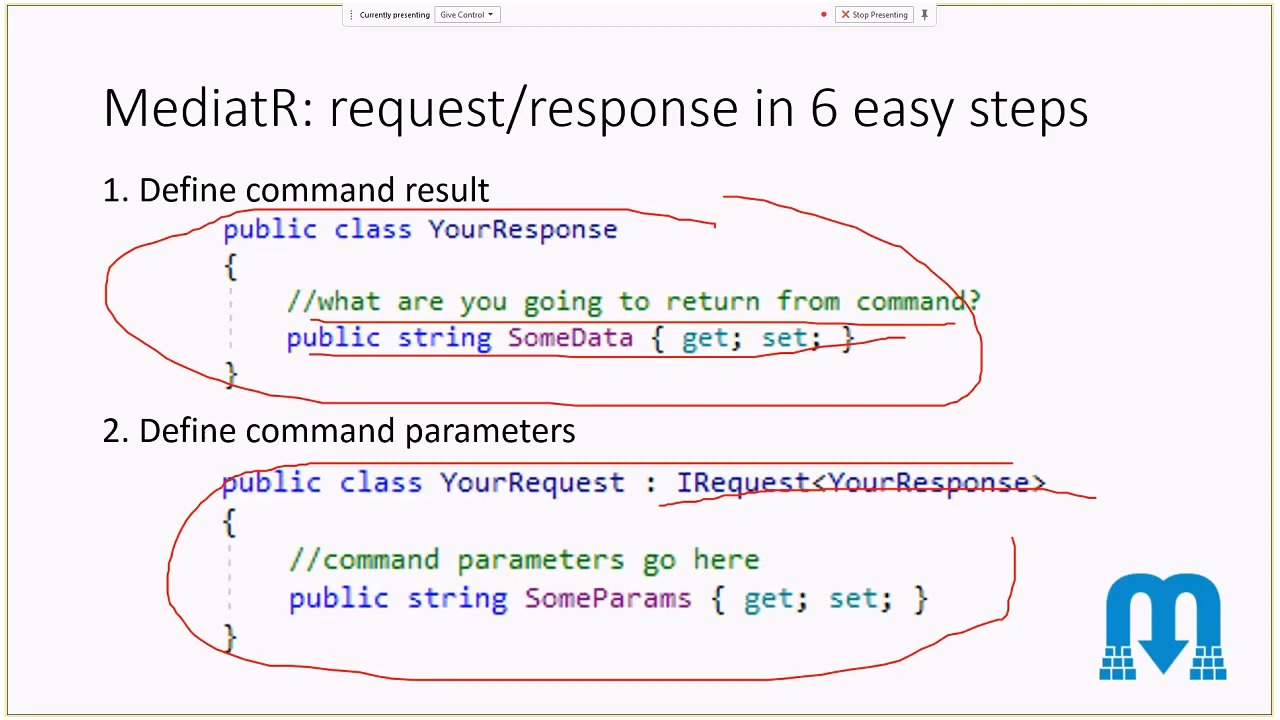 Currently presenting Give Control Stop Presenting
MediatR: request/response in 6 easy steps
1. Define command result
public class YourResponse
{
//what are you going to return from command?
public string SomeData { get; set; }
}
2. Define command parameters
public class YourRequest : IRequest<YourResponse>
{
//command parameters go here
public string SomeParams { get; set; }
}